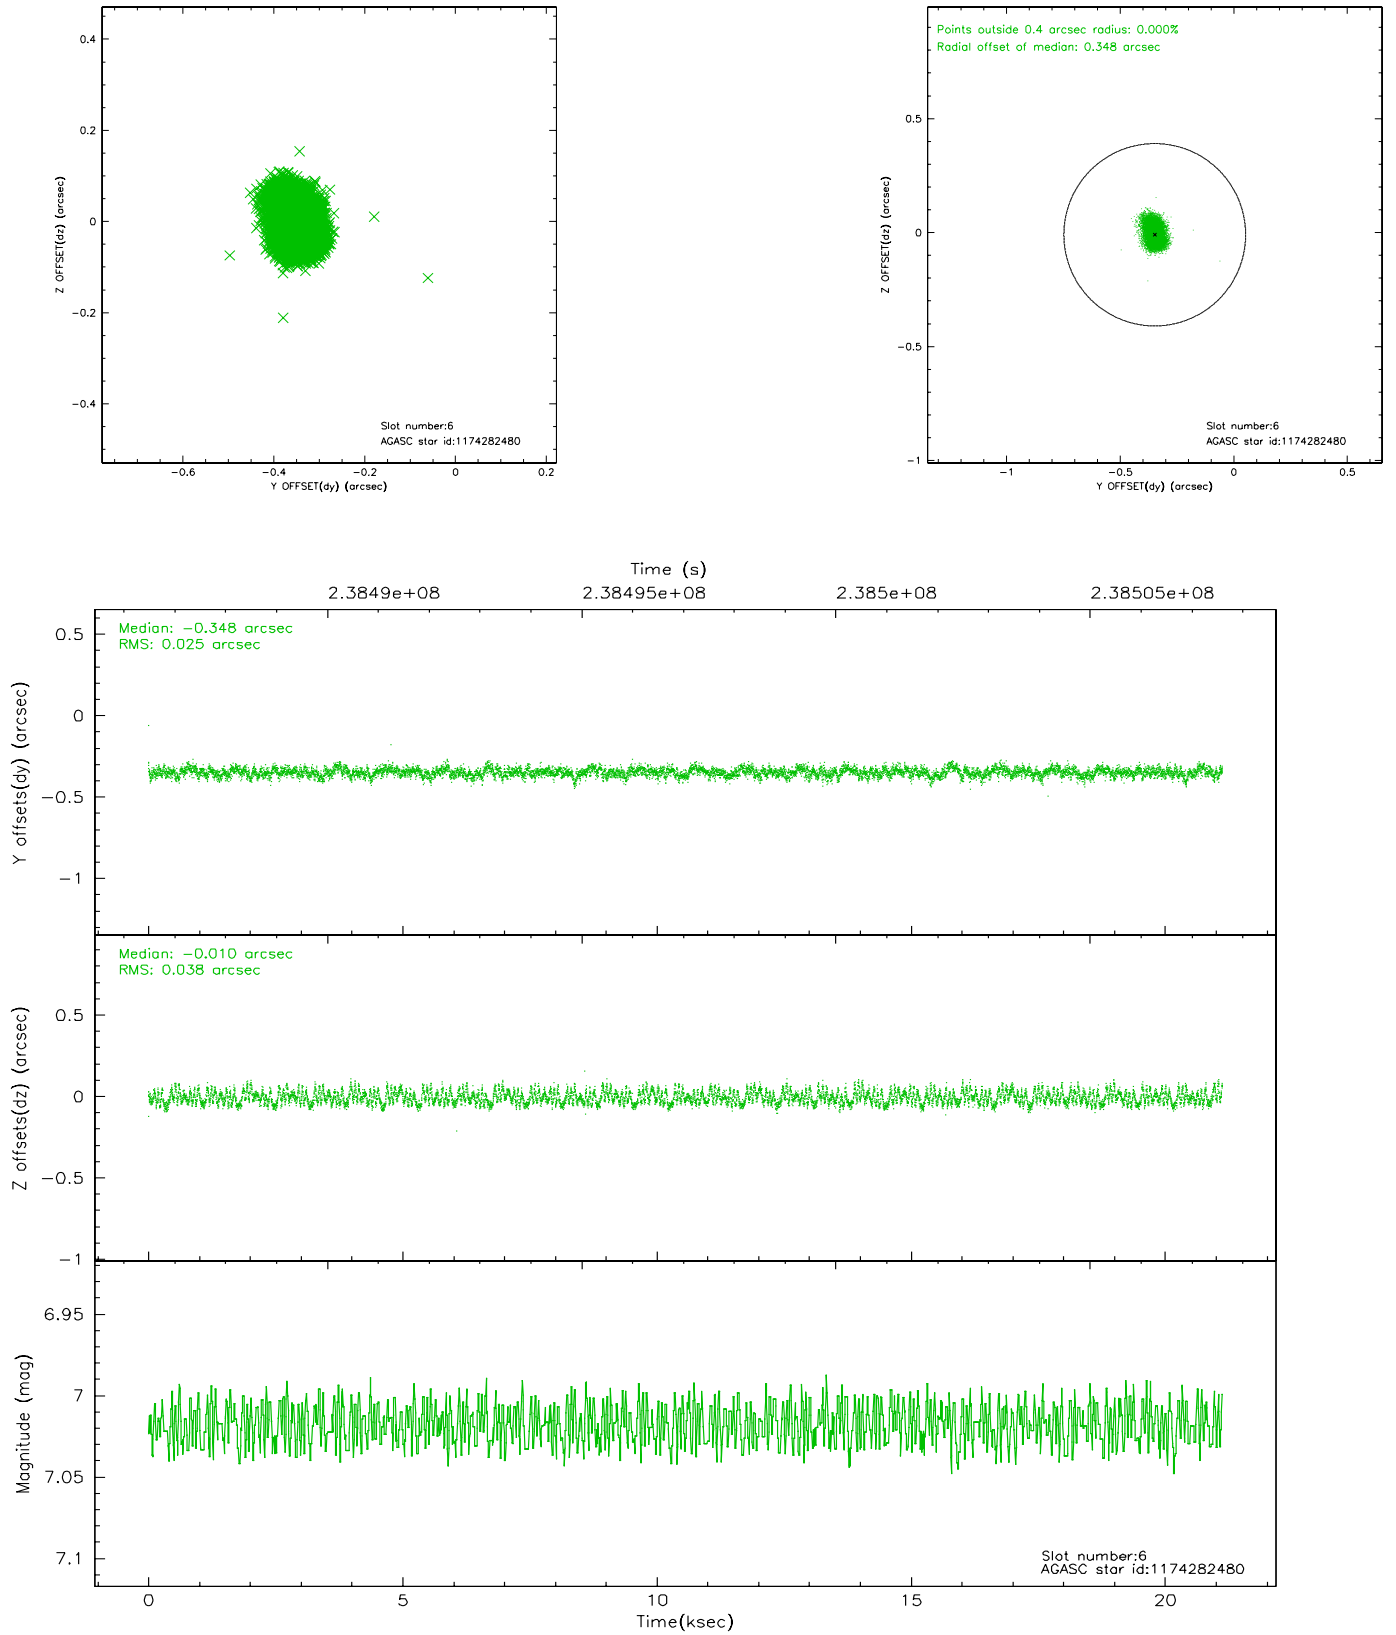 0.4
0.2
0
−0.2
−0.4
Z OFFSET(dz) (arcsec)
Slot number:6
AGASC star id:1174282480
−0.6 −0.4 −0.2 0 0.2
Y OFFSET(dy) (arcsec)
Points outside 0.4 arcsec radius: 0.000%
Radial offset of median: 0.348 arcsec
0.5
0
−0.5
−1
Z OFFSET(dz) (arcsec)
Slot number:6
AGASC star id:1174282480
−1 −0.5 0 0.5
Y OFFSET(dy) (arcsec)
Time (s)
2.3849e+08 2.38495e+08 2.385e+08 2.38505e+08
Median: −0.348 arcsec
RMS: 0.025 arcsec
0.5
0
−0.5
−1
Y offsets(dy) (arcsec)
Median: −0.010 arcsec
RMS: 0.038 arcsec
0.5
0
−0.5
−1
Z offsets(dz) (arcsec)
6.95
7
7.05
7.1
Magnitude (mag)
Slot number:6
AGASC star id:1174282480
0 5 10 15 20
Time(ksec)